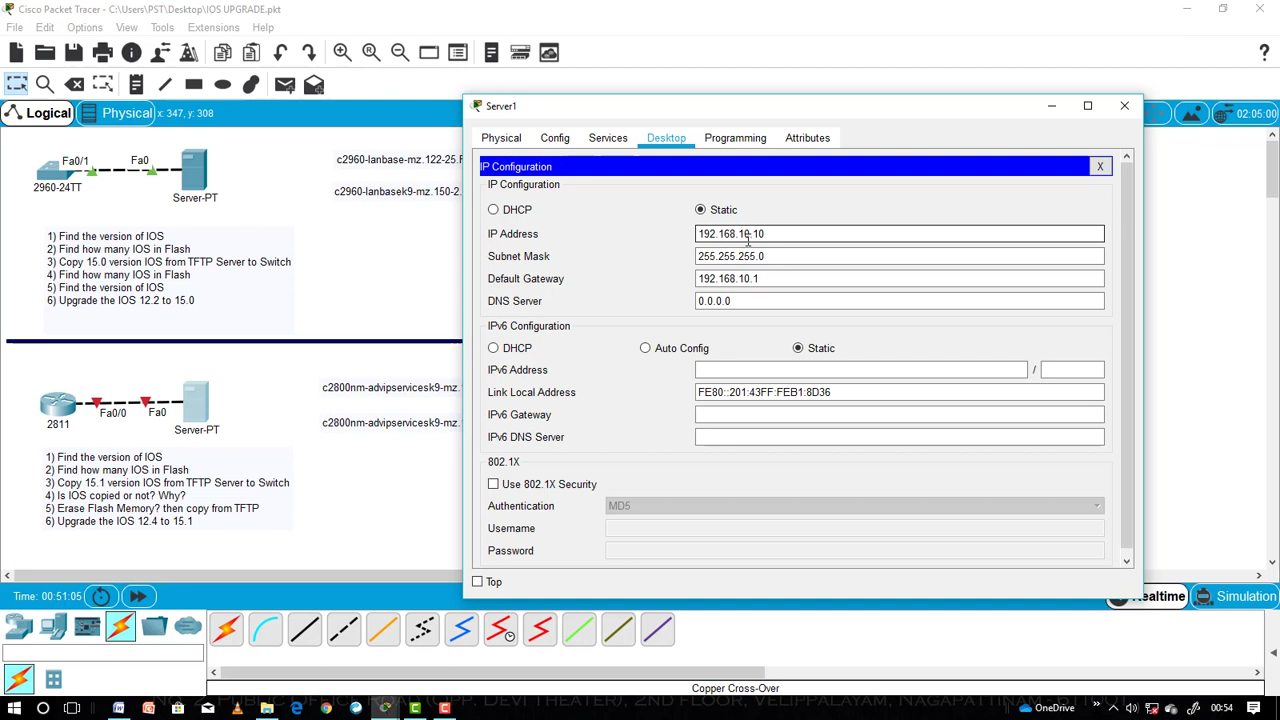 Cisco Packet Tracer - C:\Users\PST\Desktop\IOS UPGRADE.pkt
File Edit Options View Tools Extensions Help
Logical Physical x: 347, y: 308 02:05:00
Server1
Physical Config Services Desktop Programming Attributes
IP Configuration X
IP Configuration
DHCP Static
IP Address 192.168.10.10
Subnet Mask 255.255.255.0
Default Gateway 192.168.10.1
DNS Server 0.0.0.0
IPv6 Configuration
DHCP Auto Config Static
IPv6 Address /
Link Local Address FE80::201:43FF:FEB1:8D36
IPv6 Gateway
IPv6 DNS Server
802.1X
Use 802.1X Security
Authentication MD5
Username
Password
Top
Fa0/1 Fa0
2960-24TT
Server-PT
c2960-lanbase-mz.122-25.F
c2960-lanbasek9-mz.150-2.
1) Find the version of IOS
2) Find how many IOS in Flash
3) Copy 15.0 version IOS from TFTP Server to Switch
4) Find how many IOS in Flash
5) Find the version of IOS
6) Upgrade the IOS 12.2 to 15.0
Fa0/0 Fa0
2811
Server-PT
c2800nm-advipservicesk9-mz.
c2800nm-advipservicesk9-mz.
1) Find the version of IOS
2) Find how many IOS in Flash
3) Copy 15.1 version IOS from TFTP Server to Switch
4) Is IOS copied or not? Why?
5) Erase Flash Memory? then copy from TFTP
6) Upgrade the IOS 12.4 to 15.1
Time: 00:51:05 Realtime Simulation
Copper Cross-Over
PUBLIC OFFICE ROAD (OPP. DEVI THEATER), 2ND FLOOR, VELIPPALAYAM, NAGAPATTINAM
OneDrive 00:54